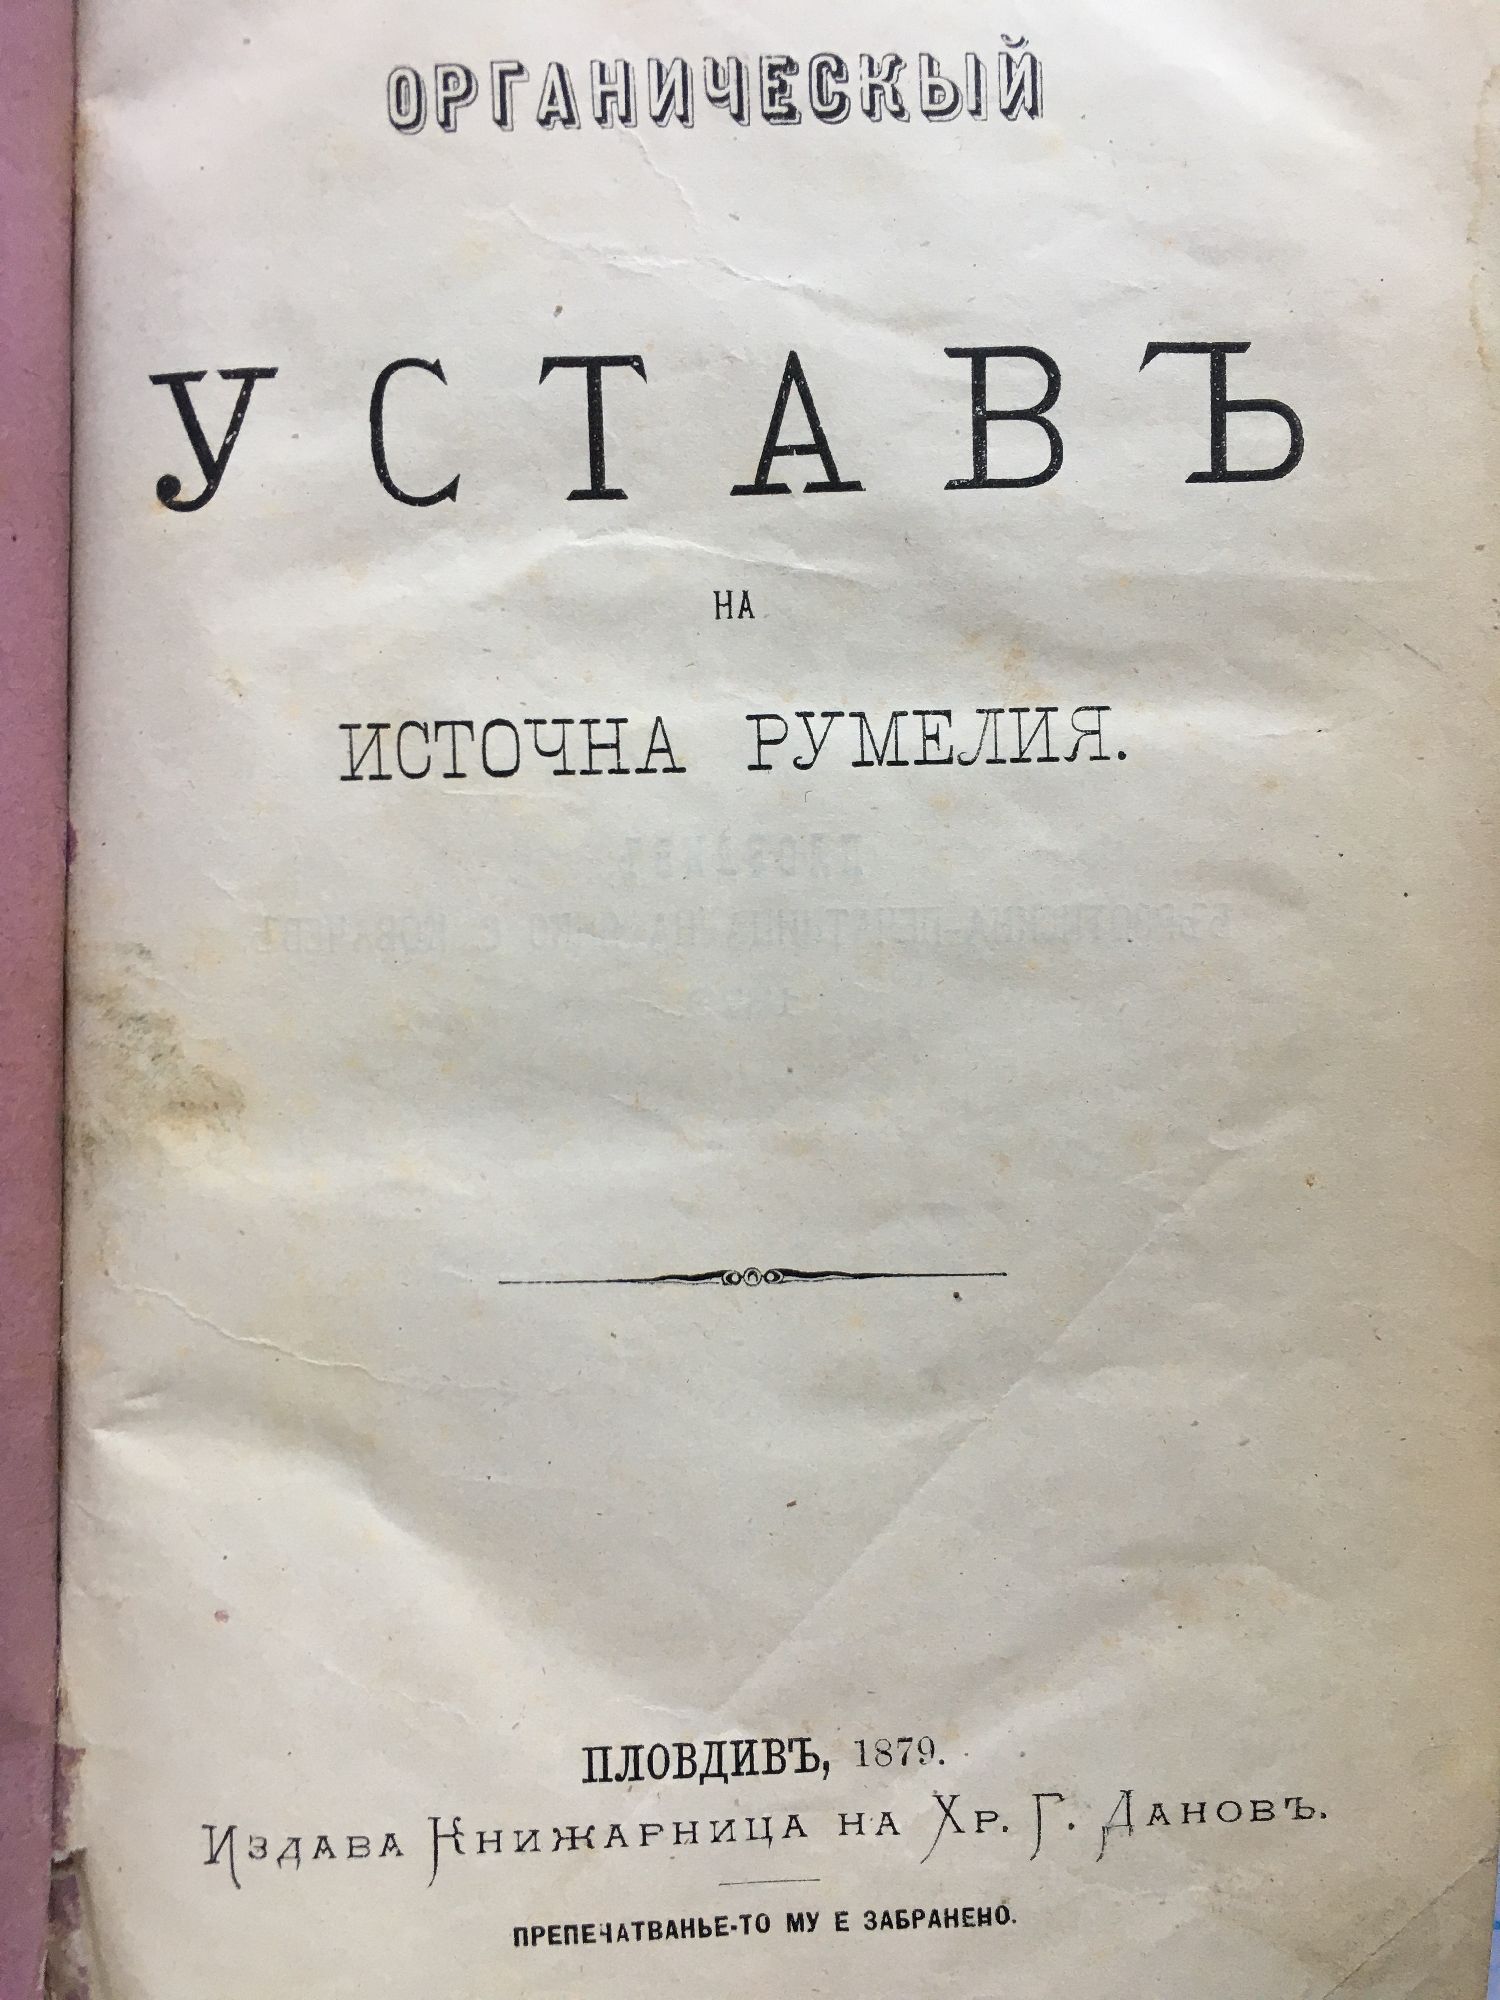 ОРГАНИЧЕСКЫЙ
УСТАВЪ
НА
ИСТОЧНА РУМЕЛИЯ.
ПЛОВДИВЪ, 1879.
Издава Книжарница на Хр. Г. Дановъ.
ПРЕПЕЧАТВАНЬЕ-ТО МУ Е ЗАБРАНЕНО.